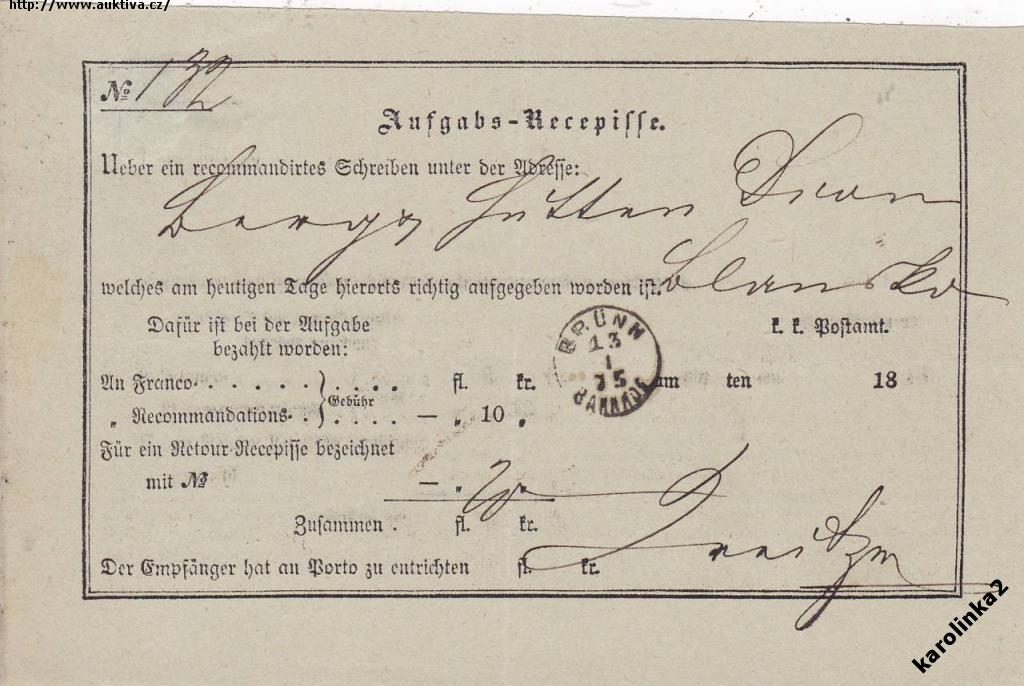 http://www.auktiva.cz/
№ 132
Aufgabs-Recepisse.
Ueber ein recommandirtes Schreiben unter der Adresse:
Berg Hütten
Blansko
welches am heutigen Tage hierorts richtig aufgegeben worden ist.
Dafür ist bei der Aufgabe k. k. Postamt.
bezahlt worden:
BRÜNN
13
1
75
BAHNHOF
An Franco . . . . . } . . . . fl. kr. am ten 18
„ Recommandations . . } Gebühr . . . . — „ 10 „
Für ein Retour-Recepisse bezeichnet
mit № — „ „
Zusammen . fl. kr.
Der Empfänger hat an Porto zu entrichten fl. kr.
karolinka2